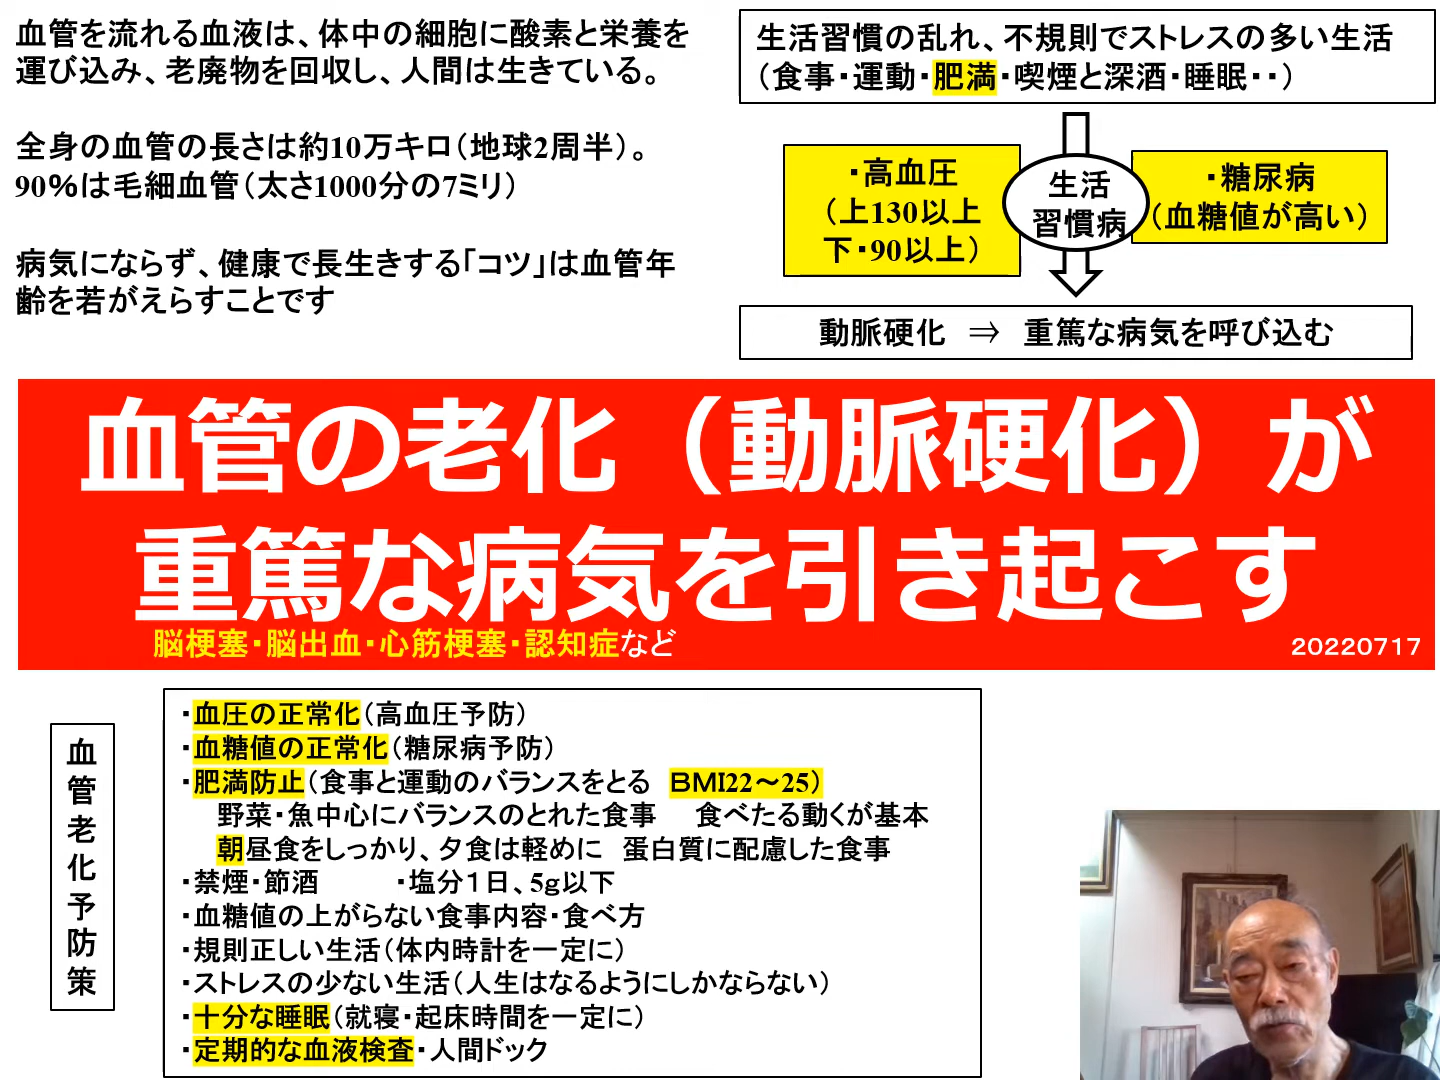 血管を流れる血液は、体中の細胞に酸素と栄養を
運び込み、老廃物を回収し、人間は生きている。
全身の血管の長さは約10万キロ（地球2周半）。
90％は毛細血管（太さ1000分の7ミリ）
病気にならず、健康で長生きする「コツ」は血管年
齢を若がえらすことです
生活習慣の乱れ、不規則でストレスの多い生活
（食事・運動・肥満・喫煙と深酒・睡眠・・）
・高血圧
（上130以上
下・90以上）
生活
習慣病
・糖尿病
（血糖値が高い）
動脈硬化　⇒　重篤な病気を呼び込む
血管の老化（動脈硬化）が
重篤な病気を引き起こす
脳梗塞・脳出血・心筋梗塞・認知症など
20220717
血管老化予防策
・血圧の正常化（高血圧予防）
・血糖値の正常化（糖尿病予防）
・肥満防止（食事と運動のバランスをとる　ＢＭI22～25）
野菜・魚中心にバランスのとれた食事　食べたる動くが基本
朝昼食をしっかり、夕食は軽めに　蛋白質に配慮した食事
・禁煙・節酒　　・塩分１日、5g以下
・血糖値の上がらない食事内容・食べ方
・規則正しい生活（体内時計を一定に）
・ストレスの少ない生活（人生はなるようにしかならない）
・十分な睡眠（就寝・起床時間を一定に）
・定期的な血液検査・人間ドック